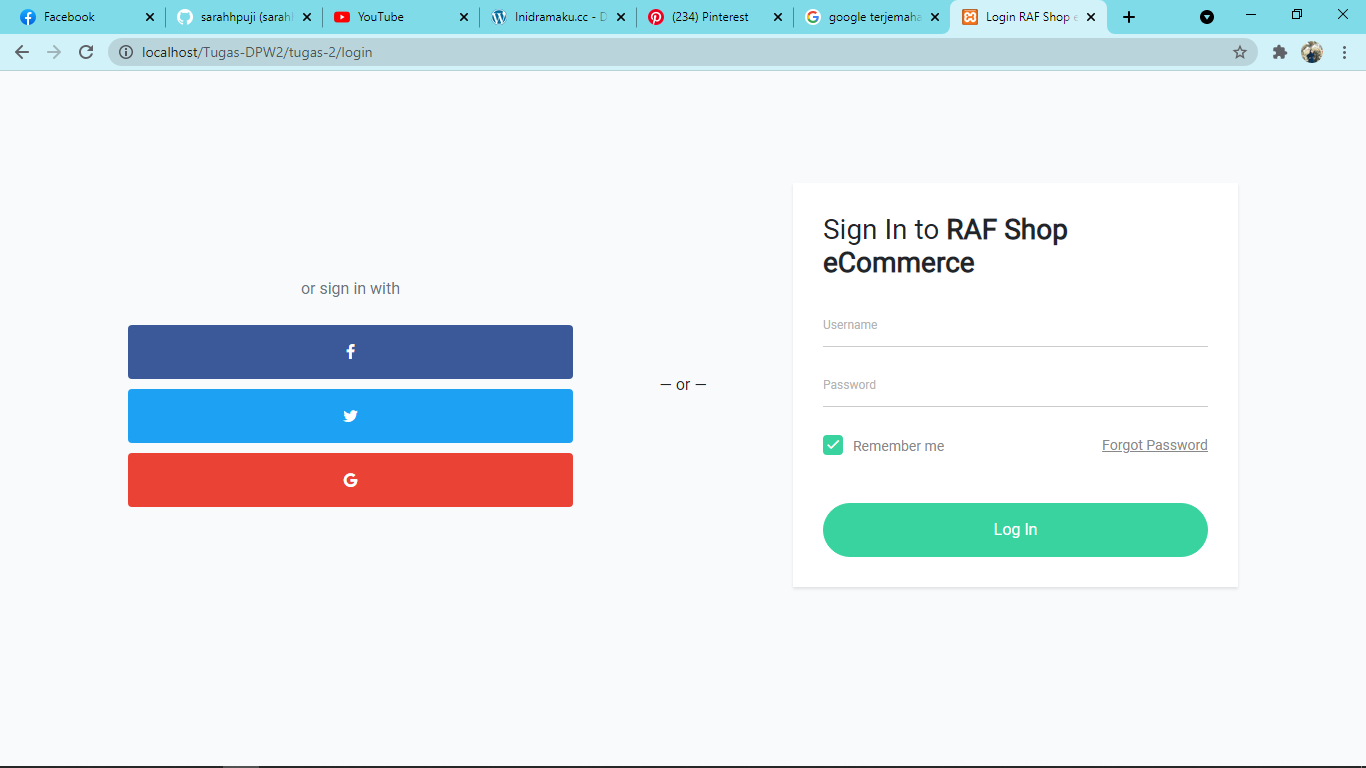 Facebook
sarahhpuji (sarahh
YouTube
Inidramaku.cc - D
(234) Pinterest
google terjemaha
Login RAF Shop e
localhost/Tugas-DPW2/tugas-2/login
or sign in with
— or —
Sign In to RAF Shop
eCommerce
Username
Password
Remember me
Forgot Password
Log In